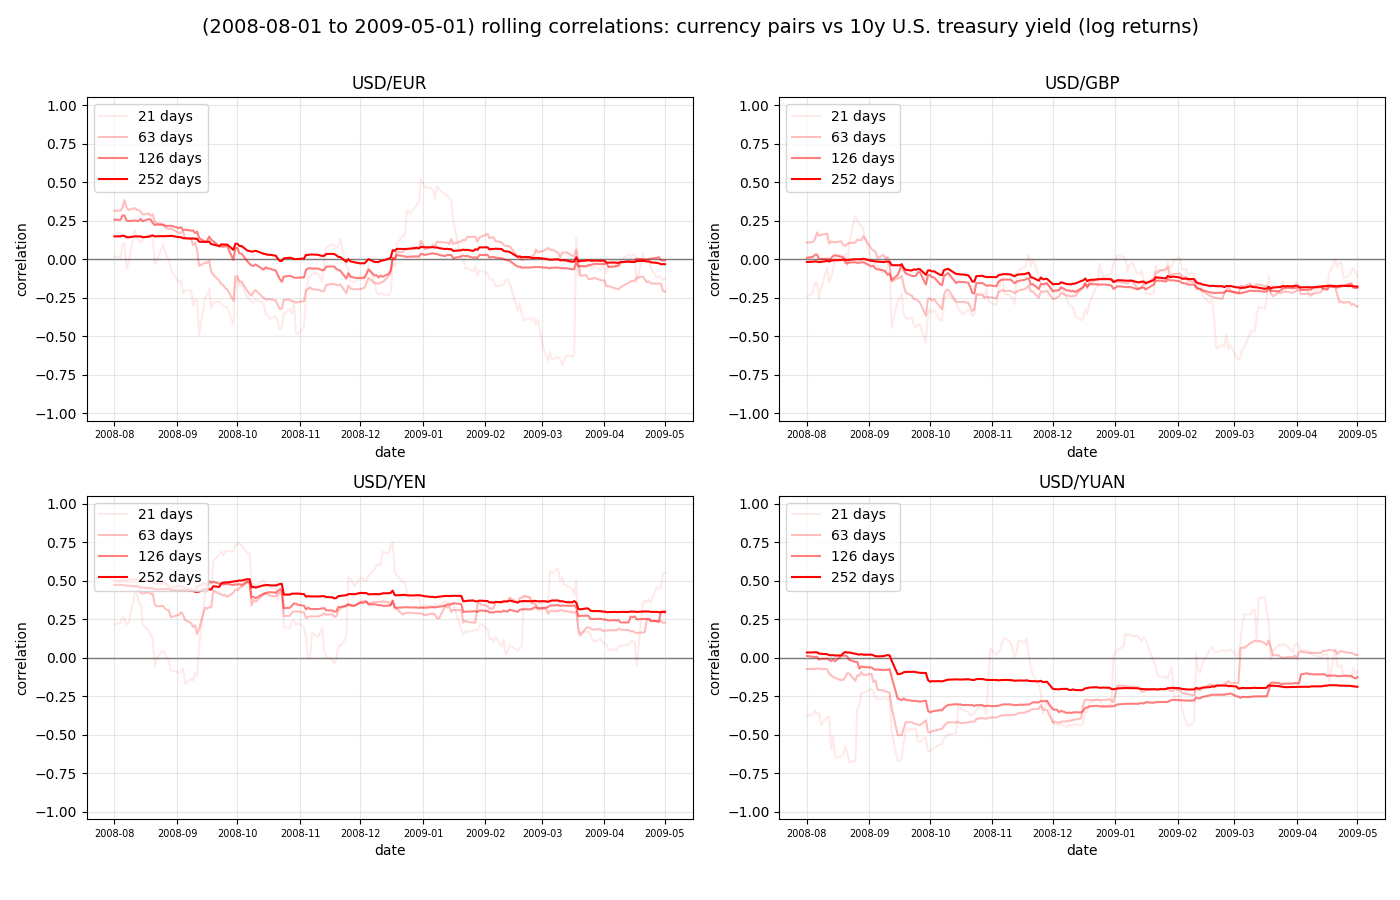 (2008-08-01 to 2009-05-01) rolling correlations: currency pairs vs 10y U.S. treasury yield (log returns)
USD/EUR
correlation
1.00
0.75
0.50
0.25
0.00
−0.25
−0.50
−0.75
−1.00
21 days
63 days
126 days
252 days
2008-08 2008-09 2008-10 2008-11 2008-12 2009-01 2009-02 2009-03 2009-04 2009-05
date
USD/GBP
correlation
1.00
0.75
0.50
0.25
0.00
−0.25
−0.50
−0.75
−1.00
21 days
63 days
126 days
252 days
2008-08 2008-09 2008-10 2008-11 2008-12 2009-01 2009-02 2009-03 2009-04 2009-05
date
USD/YEN
correlation
1.00
0.75
0.50
0.25
0.00
−0.25
−0.50
−0.75
−1.00
21 days
63 days
126 days
252 days
2008-08 2008-09 2008-10 2008-11 2008-12 2009-01 2009-02 2009-03 2009-04 2009-05
date
USD/YUAN
correlation
1.00
0.75
0.50
0.25
0.00
−0.25
−0.50
−0.75
−1.00
21 days
63 days
126 days
252 days
2008-08 2008-09 2008-10 2008-11 2008-12 2009-01 2009-02 2009-03 2009-04 2009-05
date